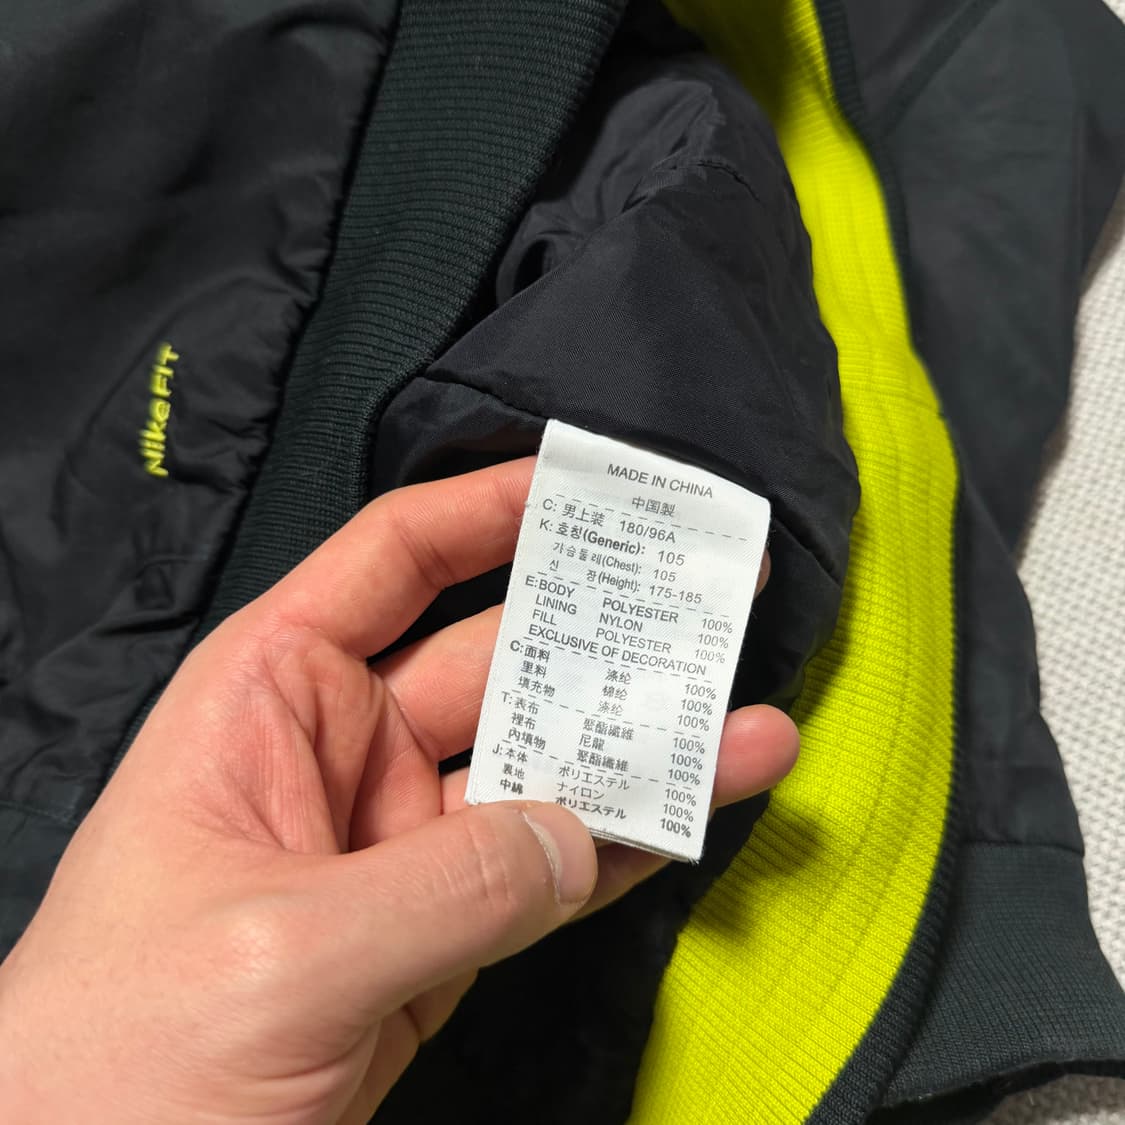 NikeFIT
MADE IN CHINA
中国製
C: 男上装 180/96A
K: 호칭(Generic): 105
가슴둘레(Chest): 105
신 장(Height): 175-185
E:BODY POLYESTER 100%
LINING NYLON 100%
FILL POLYESTER 100%
EXCLUSIVE OF DECORATION
C:面料 涤纶 100%
里料 锦纶 100%
填充物 涤纶 100%
T:表布 聚酯纖維 100%
裡布 尼龍 100%
內填物 聚酯纖維 100%
J:本体 ポリエステル 100%
裏地 ナイロン 100%
中綿 ポリエステル 100%